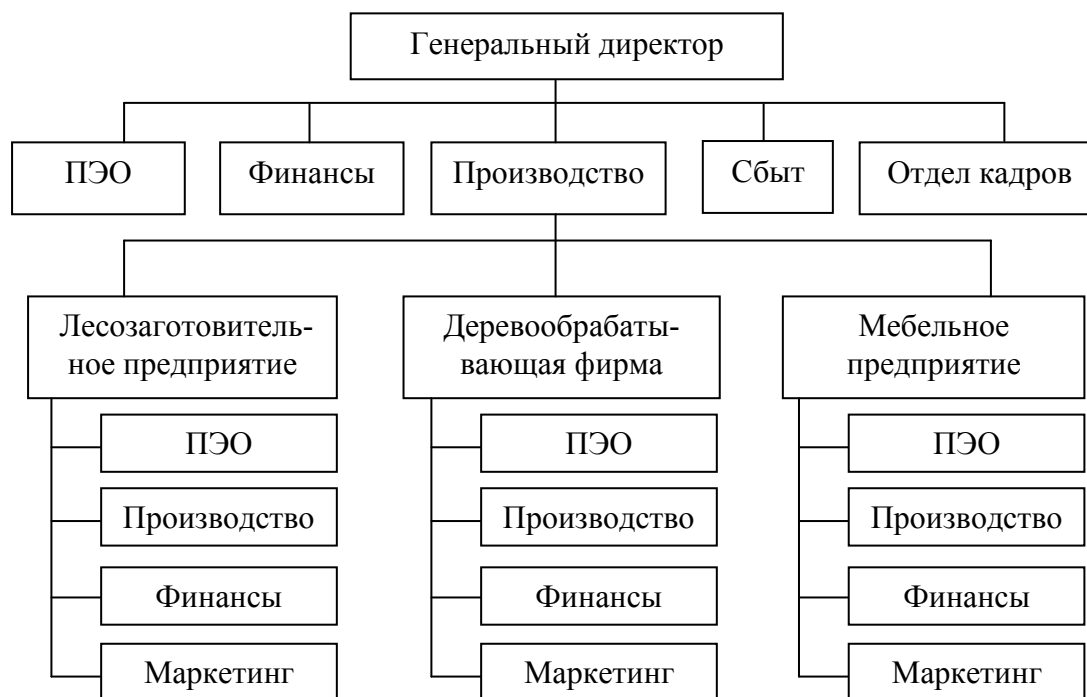 Генеральный директор
ПЭО
Финансы
Производство
Сбыт
Отдел кадров
Лесозаготовитель-
ное предприятие
ПЭО
Производство
Финансы
Маркетинг
Деревообрабаты-
вающая фирма
ПЭО
Производство
Финансы
Маркетинг
Мебельное
предприятие
ПЭО
Производство
Финансы
Маркетинг